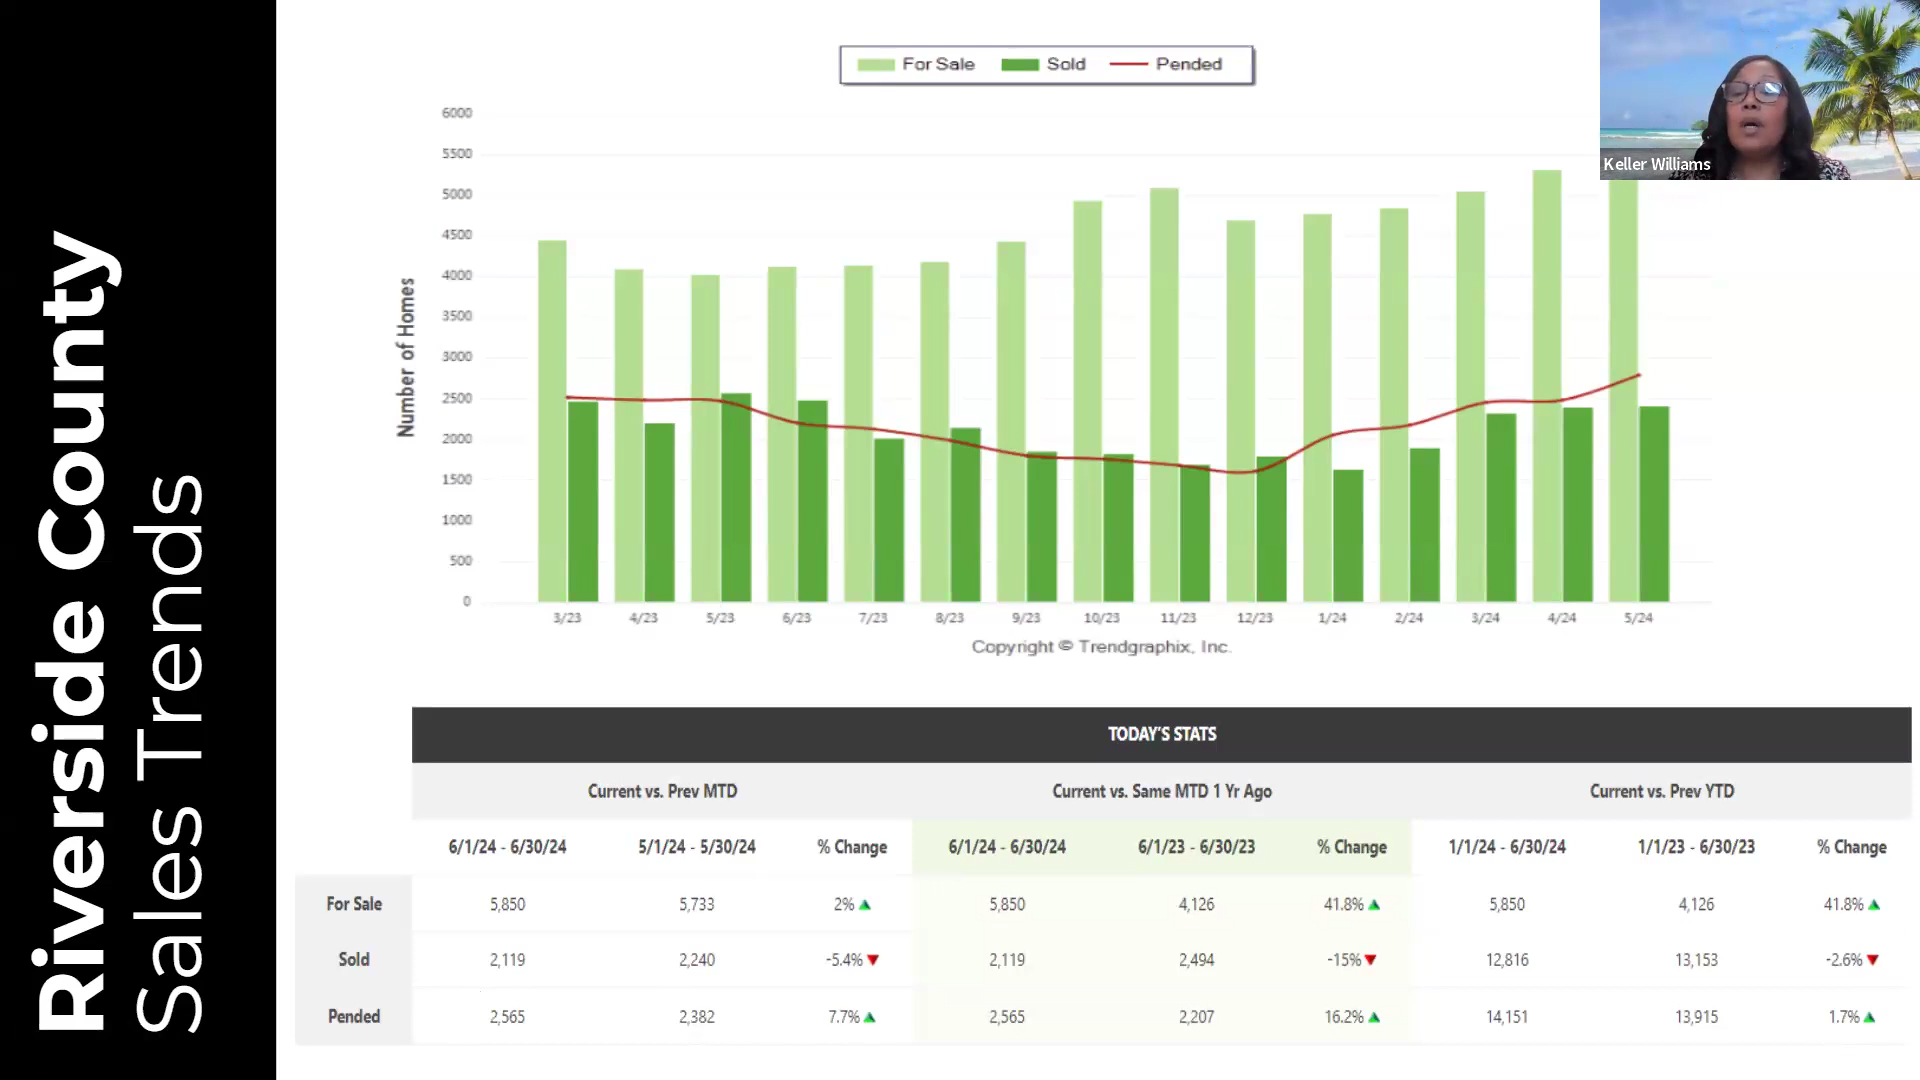 Riverside County
Sales Trends
For Sale Sold Pended
Keller Williams
Number of Homes
6000
5500
5000
4500
4000
3500
3000
2500
2000
1500
1000
500
0
3/23 4/23 5/23 6/23 7/23 8/23 9/23 10/23 11/23 12/23 1/24 2/24 3/24 4/24 5/24
Copyright © Trendgraphix, Inc.
TODAY'S STATS
Current vs. Prev MTD Current vs. Same MTD 1 Yr Ago Current vs. Prev YTD
6/1/24 - 6/30/24 5/1/24 - 5/30/24 % Change 6/1/24 - 6/30/24 6/1/23 - 6/30/23 % Change 1/1/24 - 6/30/24 1/1/23 - 6/30/23 % Change
For Sale 5,850 5,733 2% 5,850 4,126 41.8% 5,850 4,126 41.8%
Sold 2,119 2,240 -5.4% 2,119 2,494 -15% 12,816 13,153 -2.6%
Pended 2,565 2,382 7.7% 2,565 2,207 16.2% 14,151 13,915 1.7%